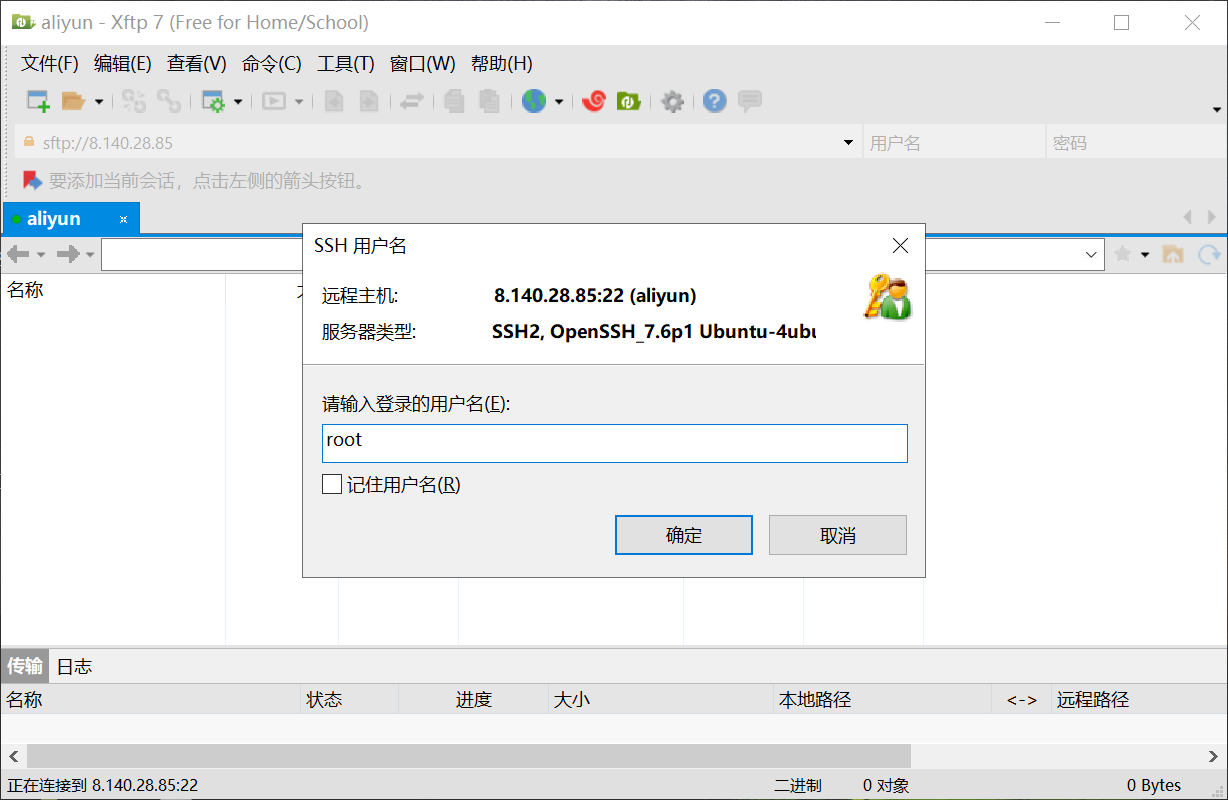 aliyun - Xftp 7 (Free for Home/School)
文件(F) 编辑(E) 查看(V) 命令(C) 工具(T) 窗口(W) 帮助(H)
sftp://8.140.28.85 用户名 密码
要添加当前会话，点击左侧的箭头按钮。
aliyun
SSH 用户名
名称
远程主机: 8.140.28.85:22 (aliyun)
服务器类型: SSH2, OpenSSH_7.6p1 Ubuntu-4ubu
请输入登录的用户名(E):
root
记住用户名(R)
确定 取消
传输 日志
名称 状态 进度 大小 本地路径 <-> 远程路径
正在连接到 8.140.28.85:22 二进制 0 对象 0 Bytes